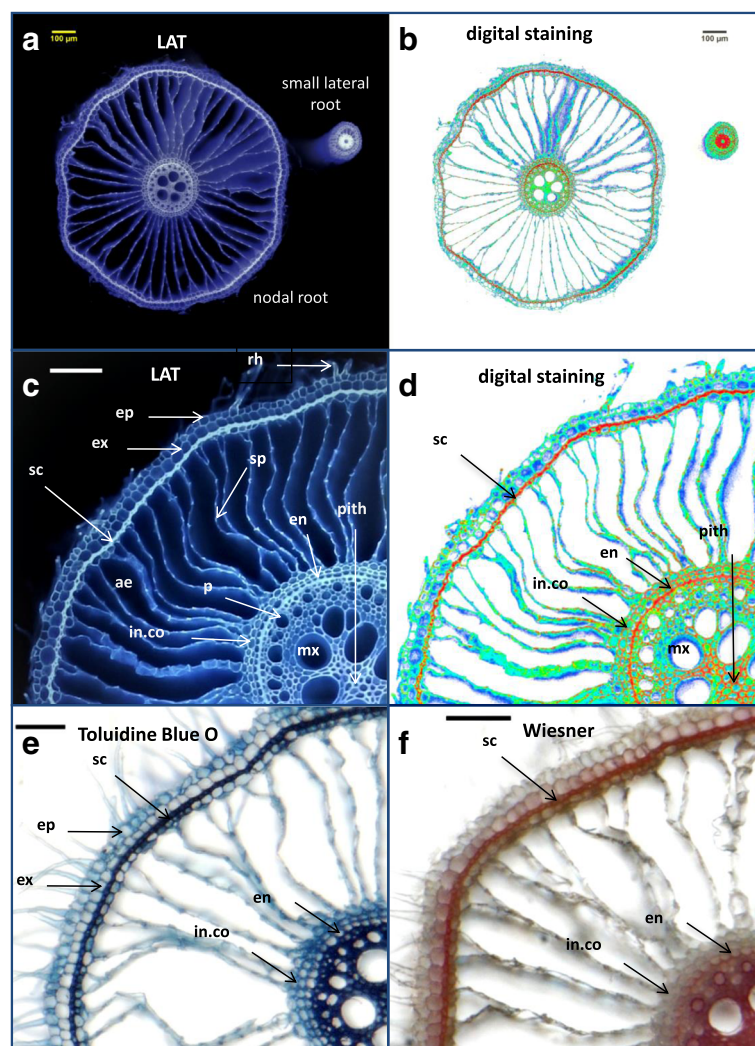 a
100 µm
LAT
small lateral
root
nodal root
b
digital staining
100 µm
c
LAT
rh
ep
ex
sc
sp
en
pith
ae
p
in.co
mx
d
digital staining
sc
pith
en
in.co
mx
e
Toluidine Blue O
sc
ep
ex
en
in.co
f
Wiesner
sc
en
in.co